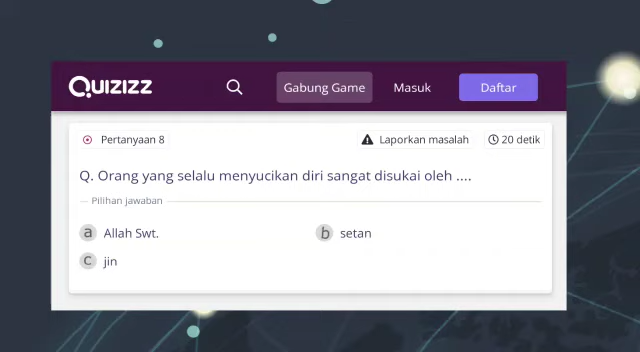 QUIZIZZ Gabung Game Masuk Daftar
Pertanyaan 8 Laporkan masalah 20 detik
Q. Orang yang selalu menyucikan diri sangat disukai oleh ....
Pilihan jawaban
a Allah Swt. b setan
c jin